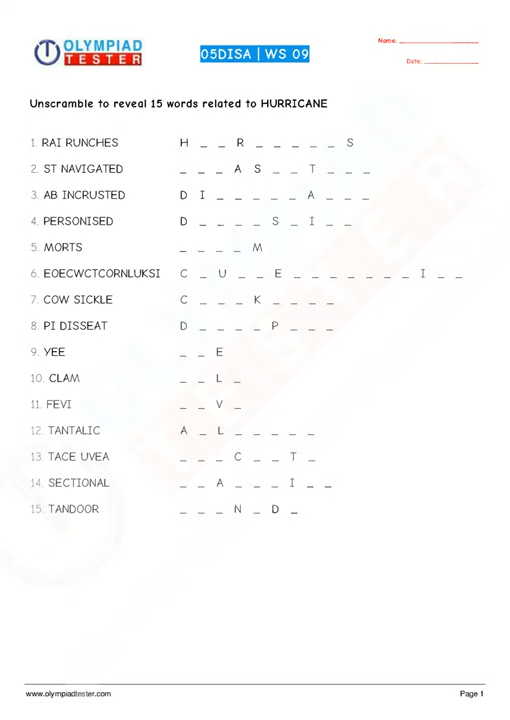 OLYMPIAD
TESTER
05DISA | WS 09
Name: ____________
Date: ____________
Unscramble to reveal 15 words related to HURRICANE
1. RAI RUNCHES H _ _ R _ _ _ _ _ S
2. ST NAVIGATED _ _ _ A S _ _ T _ _ _
3. AB INCRUSTED D I _ _ _ _ _ A _ _ _
4. PERSONISED D _ _ _ _ S _ I _ _
5. MORTS _ _ _ _ M
6. EOECWCTCORNLUKSI C _ U _ _ E _ _ _ _ _ _ _ I _ _
7. COW SICKLE C _ _ _ K _ _ _ _
8. PI DISSEAT D _ _ _ _ P _ _ _
9. YEE _ _ E
10. CLAM _ _ L _
11. FEVI _ _ V _
12. TANTALIC A _ L _ _ _ _ _
13. TACE UVEA _ _ _ C _ _ T _
14. SECTIONAL _ _ A _ _ _ I _ _
15. TANDOOR _ _ _ N _ D _
www.olympiadtester.com
Page 1